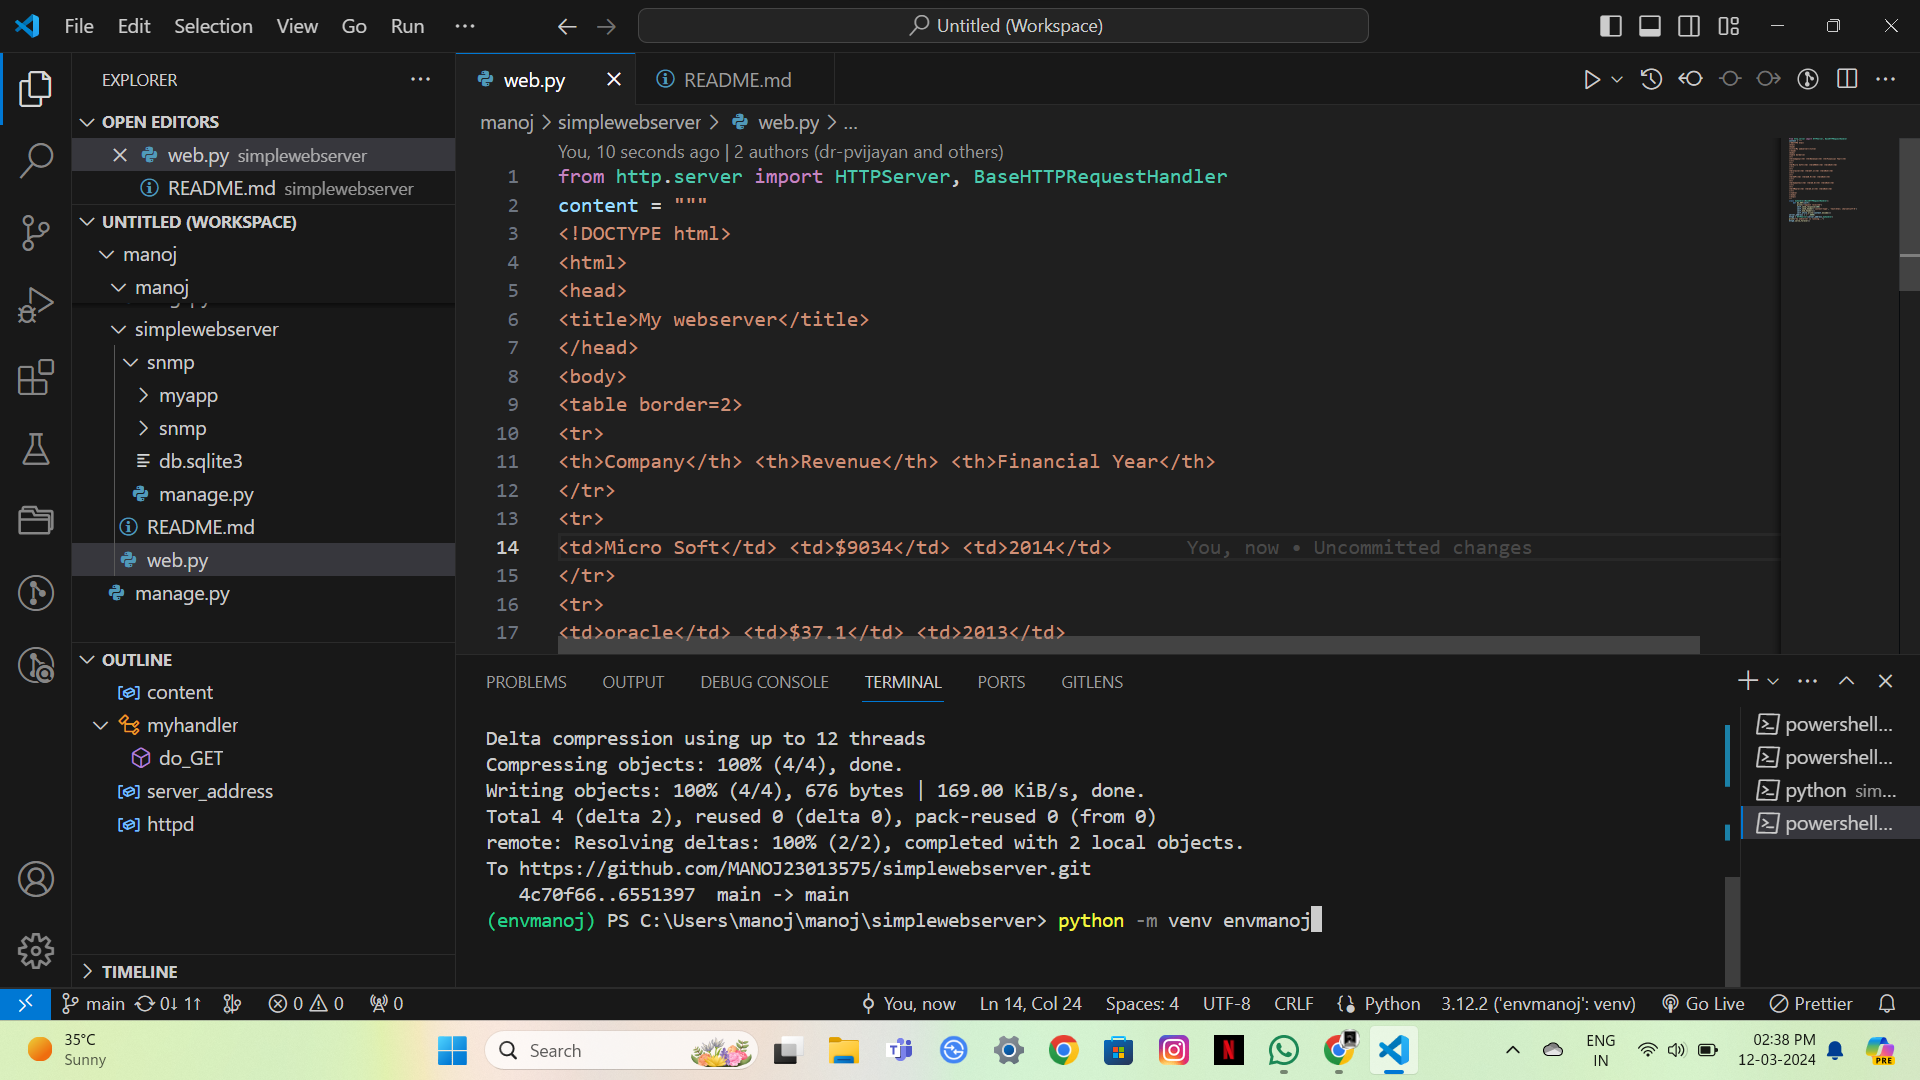 File Edit Selection View Go Run ··· Untitled (Workspace)
EXPLORER ···
OPEN EDITORS
web.py simplewebserver
README.md simplewebserver
UNTITLED (WORKSPACE)
manoj
manoj
simplewebserver
snmp
myapp
snmp
db.sqlite3
manage.py
README.md
web.py
manage.py
OUTLINE
content
myhandler
do_GET
server_address
httpd
TIMELINE
web.py README.md
manoj > simplewebserver > web.py > ...
You, 10 seconds ago | 2 authors (dr-pvijayan and others)
1 from http.server import HTTPServer, BaseHTTPRequestHandler
2 content = """
3 <!DOCTYPE html>
4 <html>
5 <head>
6 <title>My webserver</title>
7 </head>
8 <body>
9 <table border=2>
10 <tr>
11 <th>Company</th> <th>Revenue</th> <th>Financial Year</th>
12 </tr>
13 <tr>
14 <td>Micro Soft</td> <td>$9034</td> <td>2014</td> You, now • Uncommitted changes
15 </tr>
16 <tr>
17 <td>oracle</td> <td>$37.1</td> <td>2013</td>
PROBLEMS OUTPUT DEBUG CONSOLE TERMINAL PORTS GITLENS
Delta compression using up to 12 threads
Compressing objects: 100% (4/4), done.
Writing objects: 100% (4/4), 676 bytes | 169.00 KiB/s, done.
Total 4 (delta 2), reused 0 (delta 0), pack-reused 0 (from 0)
remote: Resolving deltas: 100% (2/2), completed with 2 local objects.
To https://github.com/MANOJ23013575/simplewebserver.git
4c70f66..6551397 main -> main
(envmanoj) PS C:\Users\manoj\manoj\simplewebserver> python -m venv envmanoj
powershell...
powershell...
python sim...
powershell...
main 0↓ 1↑ 0 0 0 You, now Ln 14, Col 24 Spaces: 4 UTF-8 CRLF Python 3.12.2 ('envmanoj': venv) Go Live Prettier
35°C
Sunny
Search
ENG
IN
02:38 PM
12-03-2024
PRE